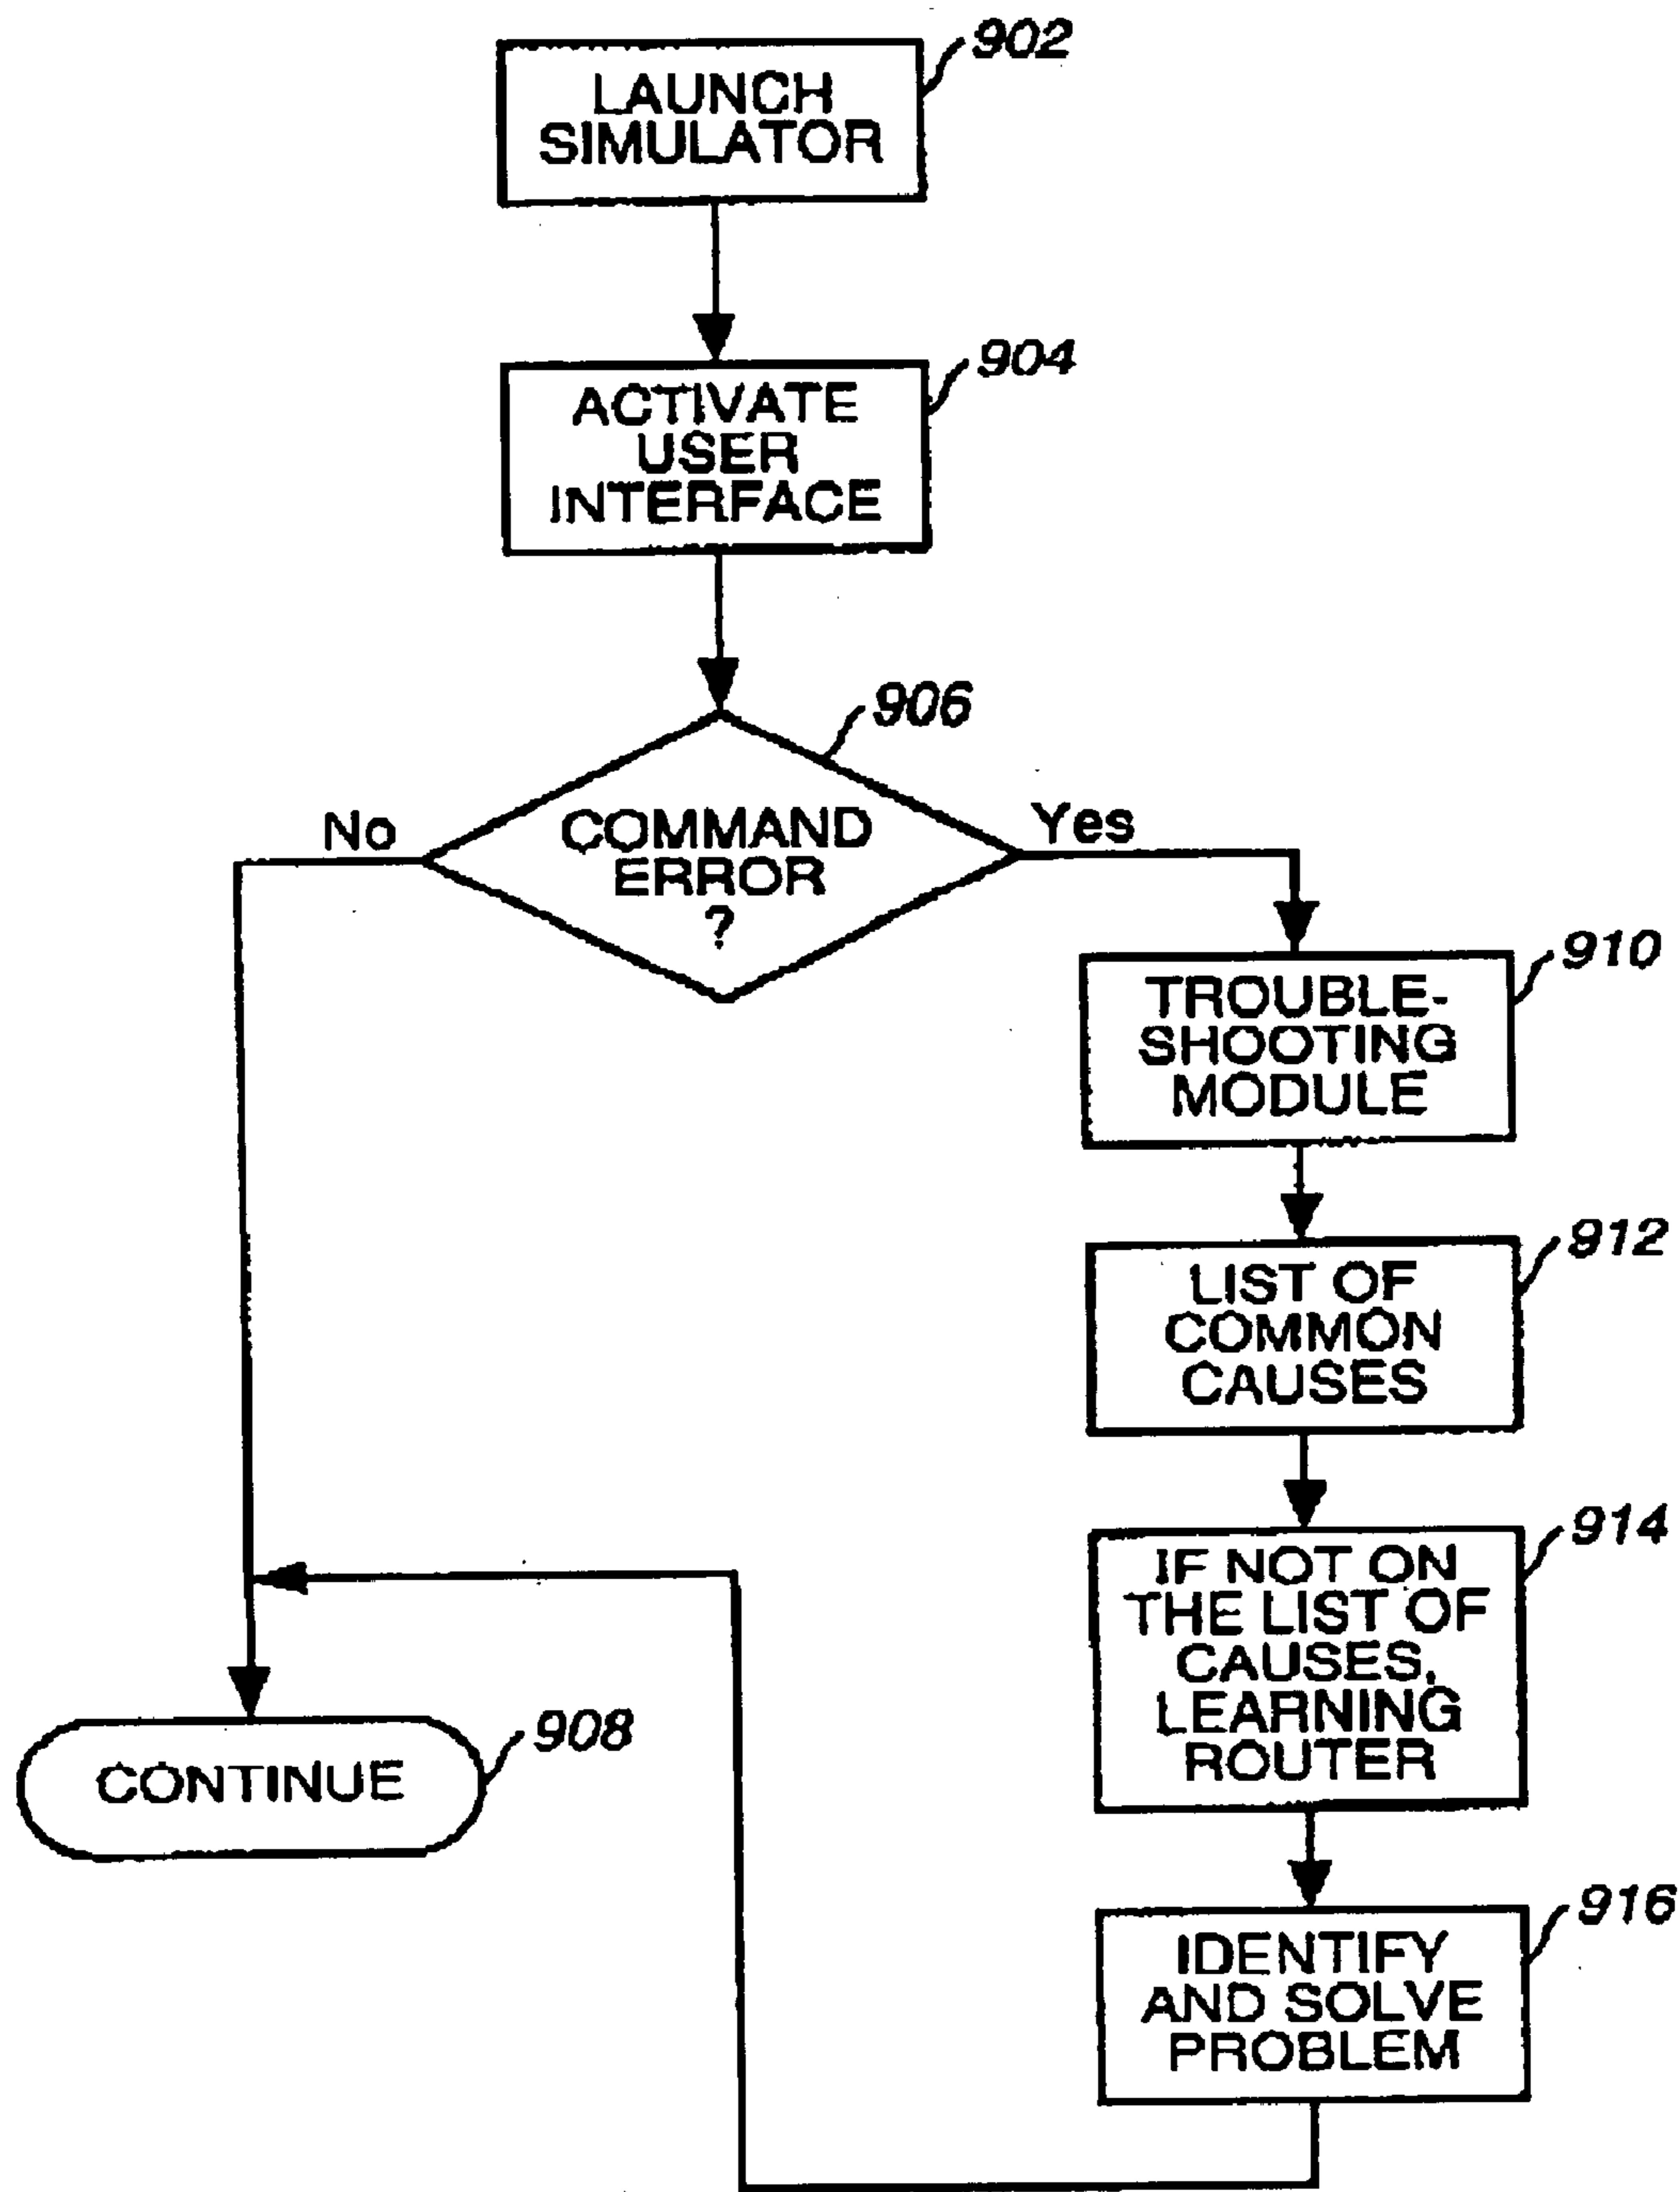 902
LAUNCH
SIMULATOR
904
ACTIVATE
USER
INTERFACE
906
No
COMMAND
ERROR
?
Yes
910
TROUBLE-
SHOOTING
MODULE
912
LIST OF
COMMON
CAUSES
914
IF NOT ON
THE LIST OF
CAUSES,
LEARNING
ROUTER
908
CONTINUE
916
IDENTIFY
AND SOLVE
PROBLEM